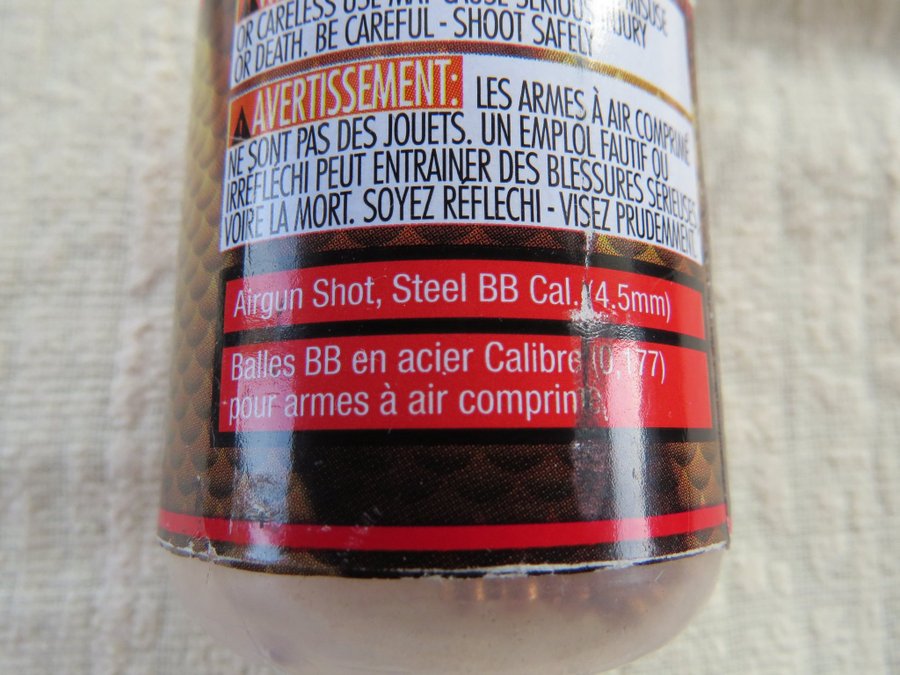 OR CARELESS USE MAY CAUSE SERIOUS INJURY
OR DEATH. BE CAREFUL - SHOOT SAFELY
AVERTISSEMENT: LES ARMES À AIR COMPRIMÉ
NE SONT PAS DES JOUETS. UN EMPLOI FAUTIF OU
IRRÉFLÉCHI PEUT ENTRAINER DES BLESSURES SÉRIEUSES
VOIRE LA MORT. SOYEZ RÉFLECHI - VISEZ PRUDEMMENT.
Airgun Shot, Steel BB Cal. (4.5mm)
Balles BB en acier Calibre (0,177)
pour armes à air comprimé